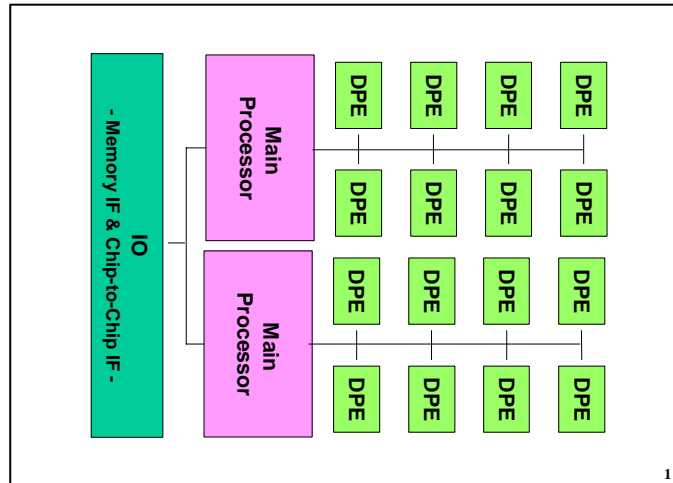 IO
- Memory IF & Chip-to-Chip IF -
Main
Processor
DPE
DPE
DPE
DPE
DPE
DPE
DPE
DPE
Main
Processor
DPE
DPE
DPE
DPE
DPE
DPE
DPE
DPE
1